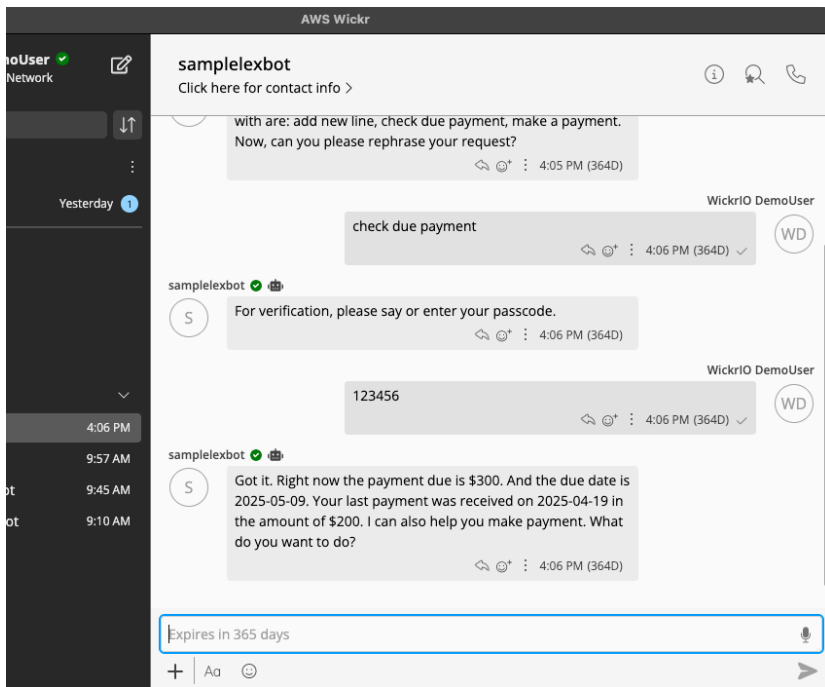 AWS Wickr
noUser
Network
Yesterday 1
4:06 PM
9:57 AM
ot 9:45 AM
ot 9:10 AM
samplelexbot
Click here for contact info >
with are: add new line, check due payment, make a payment.
Now, can you please rephrase your request?
4:05 PM (364D)
WickrIO DemoUser
WD
check due payment
4:06 PM (364D)
samplelexbot
S
For verification, please say or enter your passcode.
4:06 PM (364D)
WickrIO DemoUser
WD
123456
4:06 PM (364D)
samplelexbot
S
Got it. Right now the payment due is $300. And the due date is
2025-05-09. Your last payment was received on 2025-04-19 in
the amount of $200. I can also help you make payment. What
do you want to do?
4:06 PM (364D)
Expires in 365 days
Aa